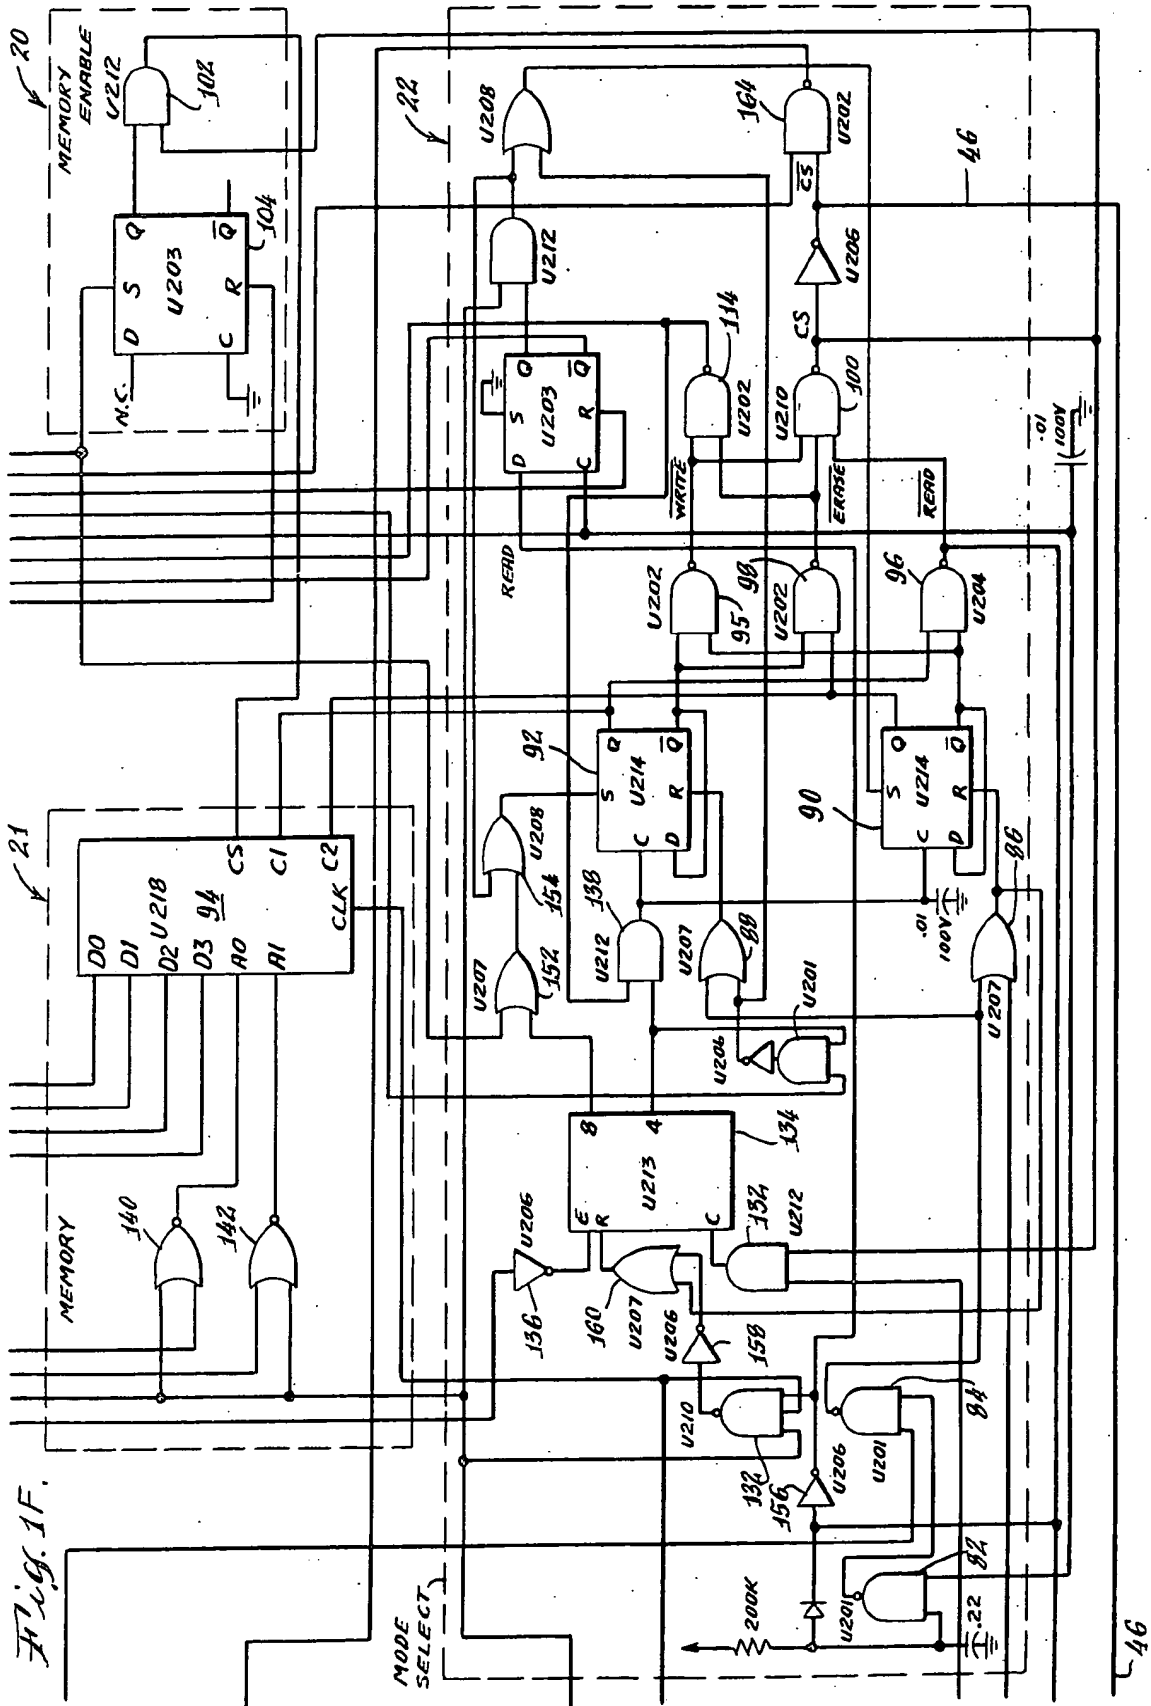 Fig. 1F.
MEMORY
21
D0
D1
D2
D3
A0
A1
U218
94
CS
C1
C2
CLK
140
142
20
MEMORY
ENABLE
U212
102
N.C.
D
S
Q
U203
C
R
Q̅
104
MODE
SELECT
22
U208
READ
D
S
Q
U203
C
R
Q̅
U212
U207
152
U208
154
92
C
S
Q
U214
D
R
Q̅
136
U206
E
R
C
U213
8
4
134
160
U207
U206
158
132
U212
U210
132
156
U206
U201
84
U201
82
200K
.22
U212
138
U207
88
U206
U201
.01
100V
90
C
S
Q
U214
D
R
Q̅
U207
86
U202
95
U202
98
96
U204
W̅R̅I̅T̅E̅
E̅R̅A̅S̅E̅
R̅E̅A̅D̅
U202
114
U210
100
CS
U206
C̅S̅
164
U202
.01
100V
46
46